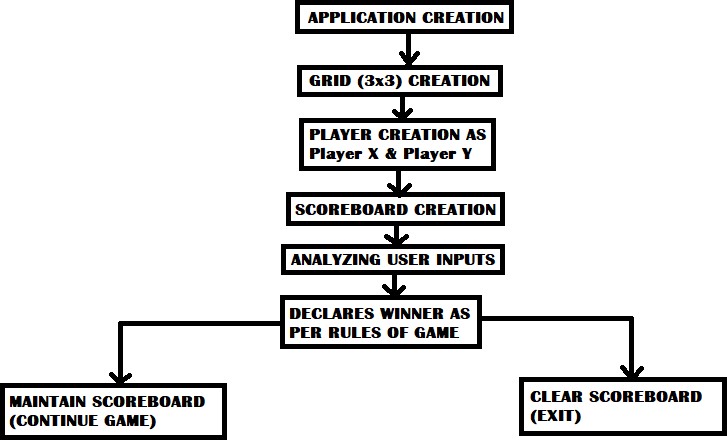 APPLICATION CREATION
GRID (3x3) CREATION
PLAYER CREATION AS
Player X & Player Y
SCOREBOARD CREATION
ANALYZING USER INPUTS
DECLARES WINNER AS
PER RULES OF GAME
MAINTAIN SCOREBOARD
(CONTINUE GAME)
CLEAR SCOREBOARD
(EXIT)